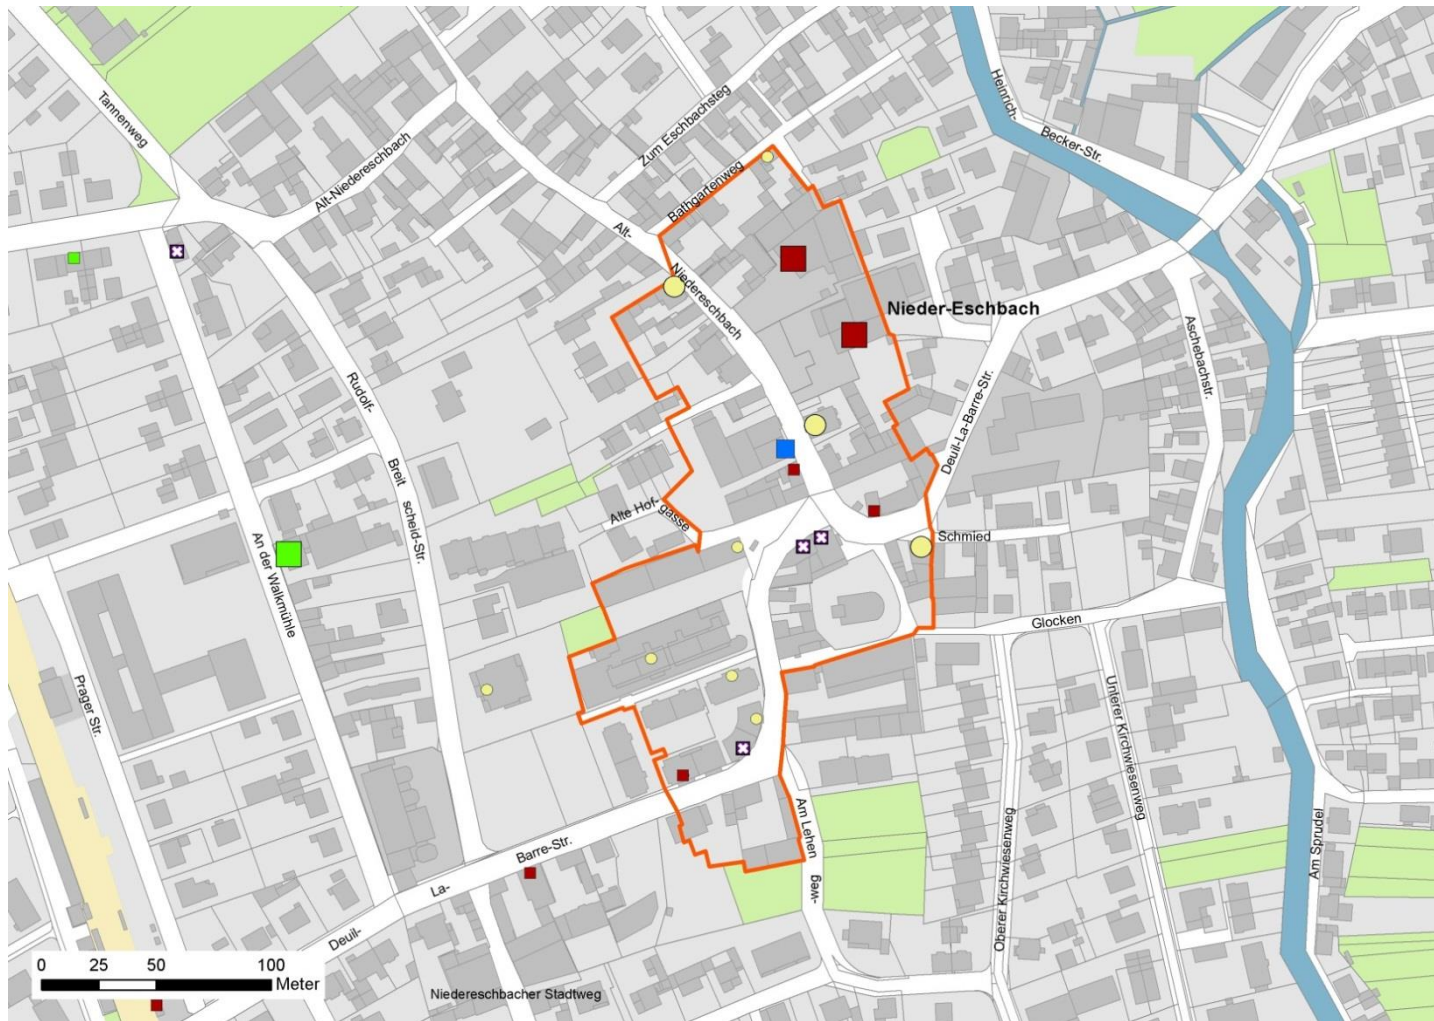 Heinrich-
Becker-Str.
Tannenweg
Zum Eschbachsteg
Alt-Niedereschbach
Bathgartenweg
Alt-
Niedereschbach
Nieder-Eschbach
Aschebachstr.
Rudolf-
Breit
scheid-Str.
Deuil-La-Barre-Str.
Alte Hof-
gasse
Schmied
An der Walkmühle
Glocken
Prager Str.
Unterer Kirchwiesenweg
Am Lehen
weg-
Oberer Kirchwiesenweg
Am Sprudel
Barre-Str.
La-
Deuil-
0 25 50 100
Meter
Niedereschbacher Stadtweg